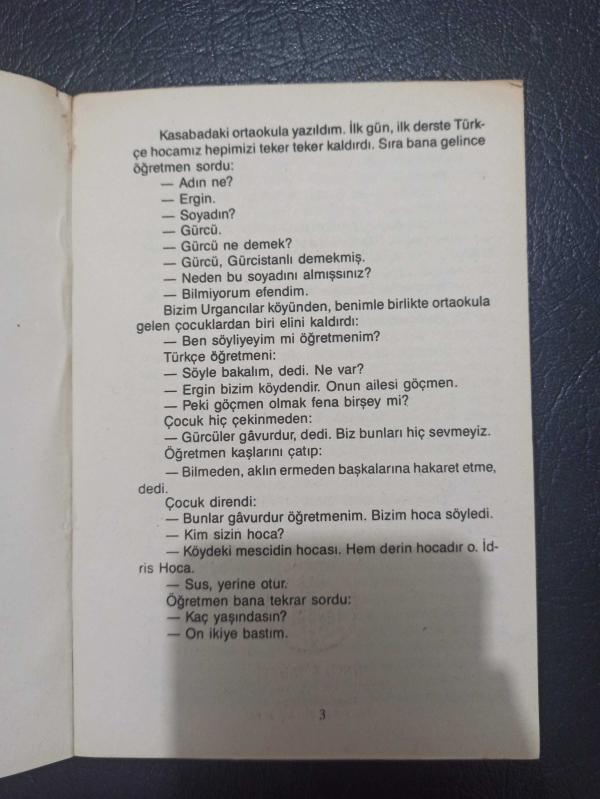 Kasabadaki ortaokula yazıldım. İlk gün, ilk derste Türk-
çe hocamız hepimizi teker teker kaldırdı. Sıra bana gelince
öğretmen sordu:
— Adın ne?
— Ergin.
— Soyadın?
— Gürcü.
— Gürcü ne demek?
— Gürcü, Gürcistanlı demekmiş.
— Neden bu soyadını almışsınız?
— Bilmiyorum efendim.
Bizim Urgancılar köyünden, benimle birlikte ortaokula
gelen çocuklardan biri elini kaldırdı:
— Ben söyliyeyim mi öğretmenim?
Türkçe öğretmeni:
— Söyle bakalım, dedi. Ne var?
— Ergin bizim köydendir. Onun ailesi göçmen.
— Peki göçmen olmak fena birşey mi?
Çocuk hiç çekinmeden:
— Gürcüler gâvurdur, dedi. Biz bunları hiç sevmeyiz.
Öğretmen kaşlarını çatıp:
— Bilmeden, aklın ermeden başkalarına hakaret etme,
dedi.
Çocuk direndi:
— Bunlar gâvurdur öğretmenim. Bizim hoca söyledi.
— Kim sizin hoca?
— Köydeki mescidin hocası. Hem derin hocadır o. İd-
ris Hoca.
— Sus, yerine otur.
Öğretmen bana tekrar sordu:
— Kaç yaşındasın?
— On ikiye bastım.
3